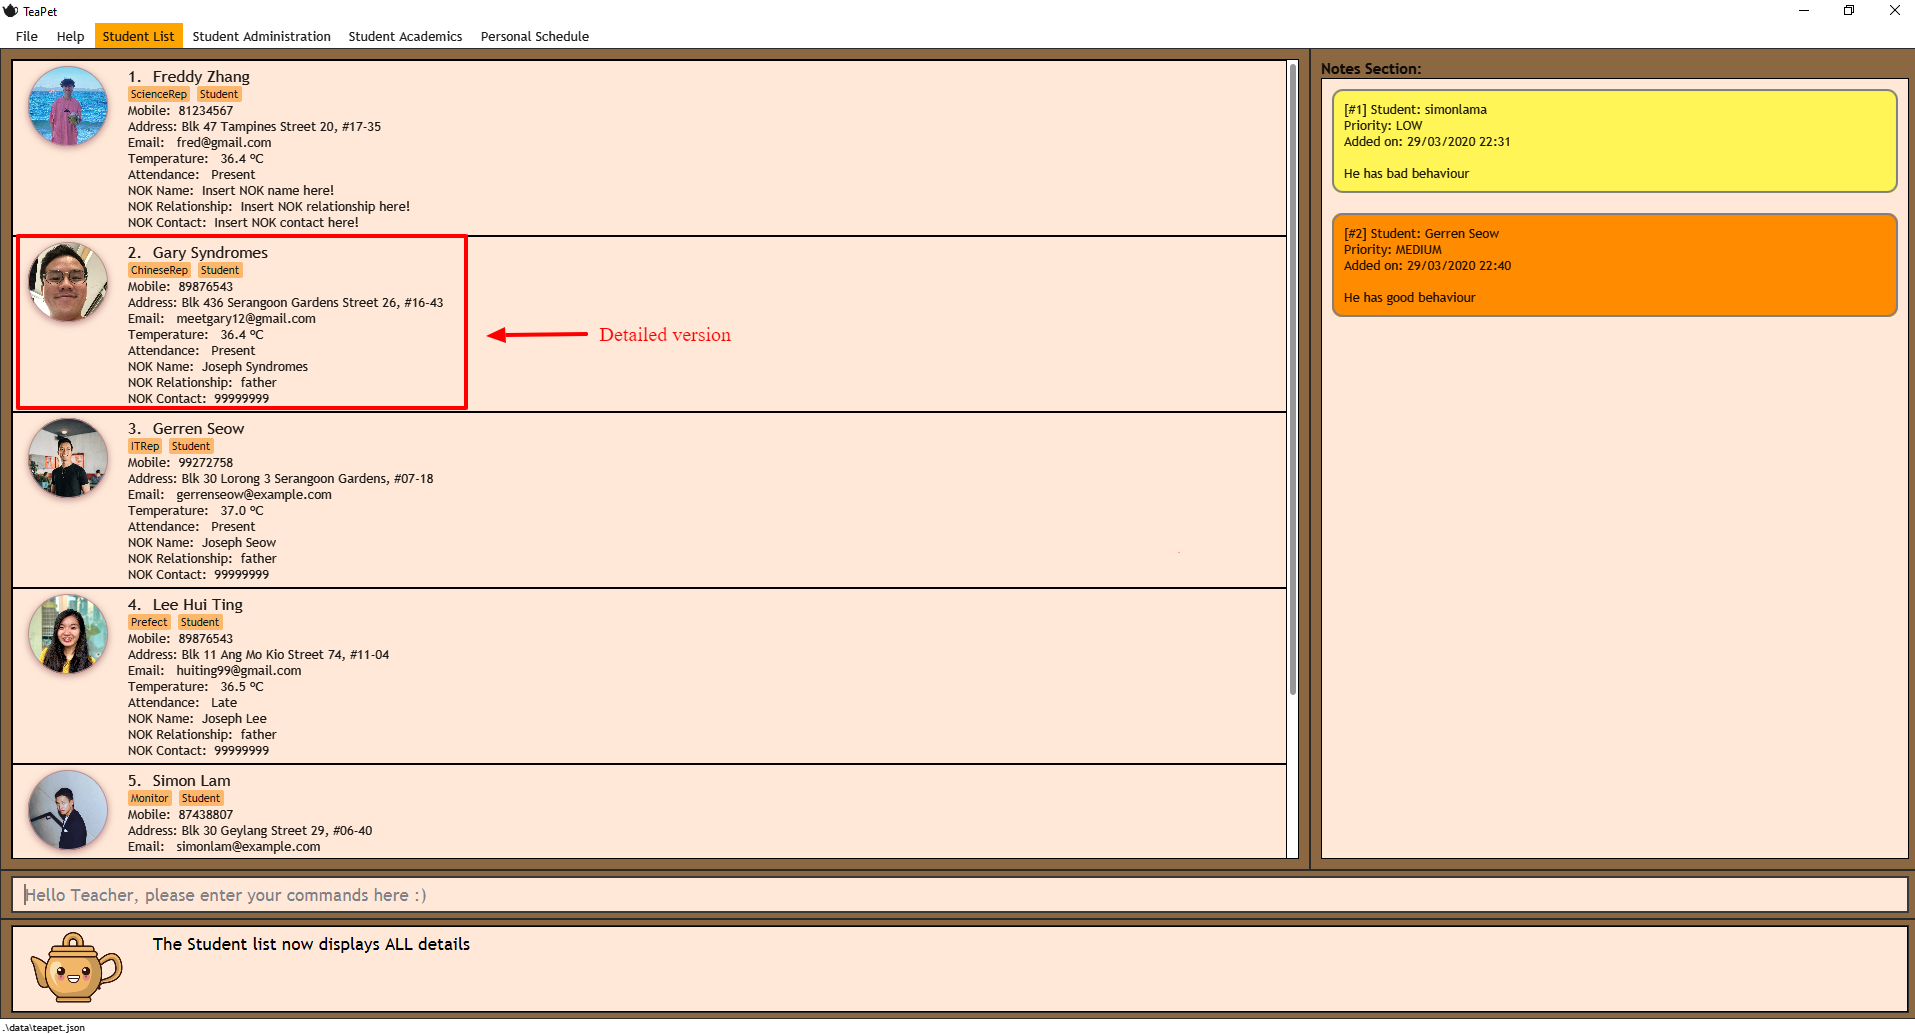 TeaPet
File Help Student List Student Administration Student Academics Personal Schedule
1. Freddy Zhang
ScienceRep Student
Mobile: 81234567
Address: Blk 47 Tampines Street 20, #17-35
Email: fred@gmail.com
Temperature: 36.4 °C
Attendance: Present
NOK Name: Insert NOK name here!
NOK Relationship: Insert NOK relationship here!
NOK Contact: Insert NOK contact here!
2. Gary Syndromes
ChineseRep Student
Mobile: 89876543
Address: Blk 436 Serangoon Gardens Street 26, #16-43
Email: meetgary12@gmail.com
Temperature: 36.4 °C
Attendance: Present
NOK Name: Joseph Syndromes
NOK Relationship: father
NOK Contact: 99999999
Detailed version
3. Gerren Seow
ITRep Student
Mobile: 99272758
Address: Blk 30 Lorong 3 Serangoon Gardens, #07-18
Email: gerrenseow@example.com
Temperature: 37.0 °C
Attendance: Present
NOK Name: Joseph Seow
NOK Relationship: father
NOK Contact: 99999999
4. Lee Hui Ting
Prefect Student
Mobile: 89876543
Address: Blk 11 Ang Mo Kio Street 74, #11-04
Email: huiting99@gmail.com
Temperature: 36.5 °C
Attendance: Late
NOK Name: Joseph Lee
NOK Relationship: father
NOK Contact: 99999999
5. Simon Lam
Monitor Student
Mobile: 87438807
Address: Blk 30 Geylang Street 29, #06-40
Email: simonlam@example.com
Notes Section:
[#1] Student: simonlama
Priority: LOW
Added on: 29/03/2020 22:31
He has bad behaviour
[#2] Student: Gerren Seow
Priority: MEDIUM
Added on: 29/03/2020 22:40
He has good behaviour
Hello Teacher, please enter your commands here :)
The Student list now displays ALL details
.\data\teapet.json